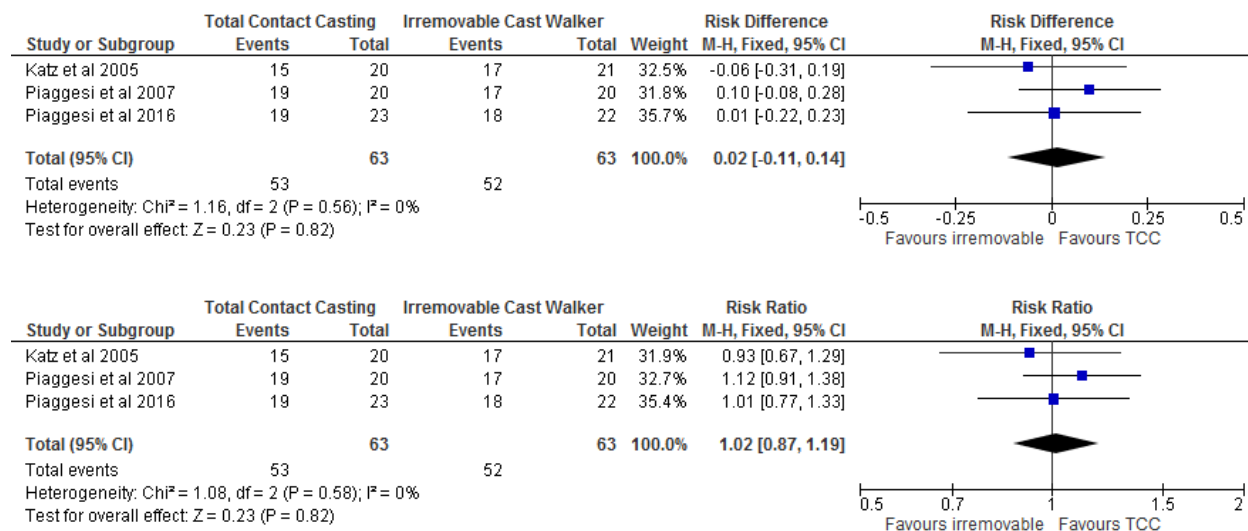 Total Contact Casting Irremovable Cast Walker Risk Difference Risk Difference
Study or Subgroup Events Total Events Total Weight M-H, Fixed, 95% CI M-H, Fixed, 95% CI
Katz et al 2005 15 20 17 21 32.5% -0.06 [-0.31, 0.19]
Piaggesi et al 2007 19 20 17 20 31.8% 0.10 [-0.08, 0.28]
Piaggesi et al 2016 19 23 18 22 35.7% 0.01 [-0.22, 0.23]
Total (95% CI) 63 63 100.0% 0.02 [-0.11, 0.14]
Total events 53 52
Heterogeneity: Chi² = 1.16, df = 2 (P = 0.56); I² = 0%
Test for overall effect: Z = 0.23 (P = 0.82)
-0.5 -0.25 0 0.25 0.5
Favours irremovable Favours TCC
Total Contact Casting Irremovable Cast Walker Risk Ratio Risk Ratio
Study or Subgroup Events Total Events Total Weight M-H, Fixed, 95% CI M-H, Fixed, 95% CI
Katz et al 2005 15 20 17 21 31.9% 0.93 [0.67, 1.29]
Piaggesi et al 2007 19 20 17 20 32.7% 1.12 [0.91, 1.38]
Piaggesi et al 2016 19 23 18 22 35.4% 1.01 [0.77, 1.33]
Total (95% CI) 63 63 100.0% 1.02 [0.87, 1.19]
Total events 53 52
Heterogeneity: Chi² = 1.08, df = 2 (P = 0.58); I² = 0%
Test for overall effect: Z = 0.23 (P = 0.82)
0.5 0.7 1 1.5 2
Favours irremovable Favours TCC